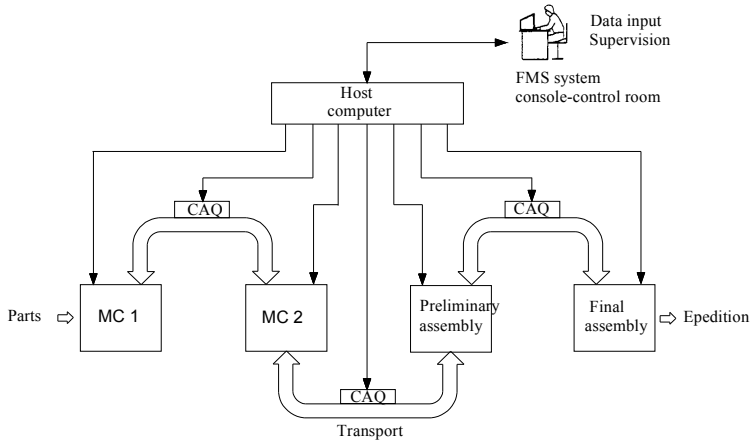 Data input
Supervision
FMS system
console-control room
Host
computer
CAQ
CAQ
Parts
MC 1
MC 2
Preliminary
assembly
Final
assembly
Epedition
CAQ
Transport